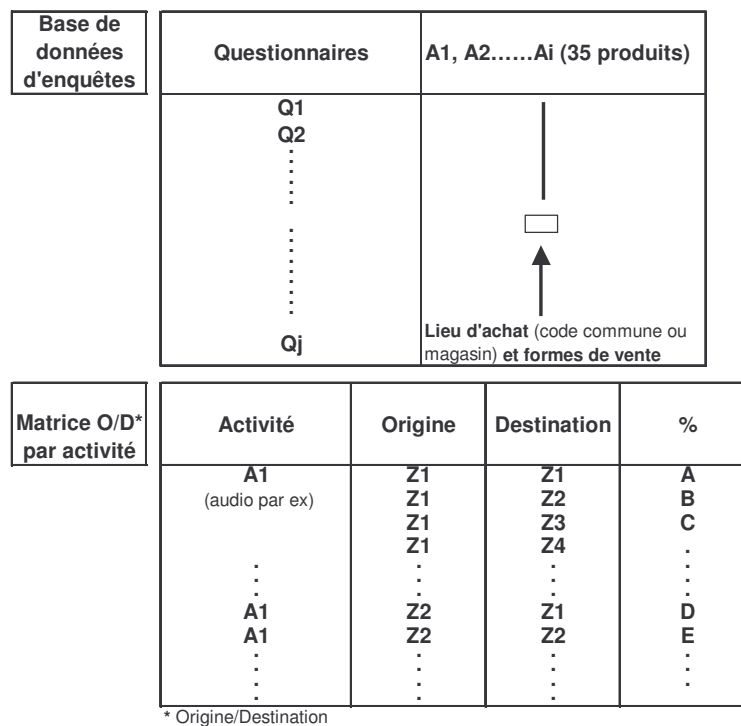 Base de
données
d'enquêtes
Questionnaires
A1, A2……Ai (35 produits)
Q1
Q2
Qj
Lieu d'achat (code commune ou
magasin) et formes de vente
Matrice O/D*
par activité
Activité Origine Destination %
A1 Z1 Z1 A
(audio par ex) Z1 Z2 B
Z1 Z3 C
Z1 Z4 .
. . . .
. . . .
. . . .
A1 Z2 Z1 D
A1 Z2 Z2 E
. . . .
. . . .
. . . .
. . .
* Origine/Destination